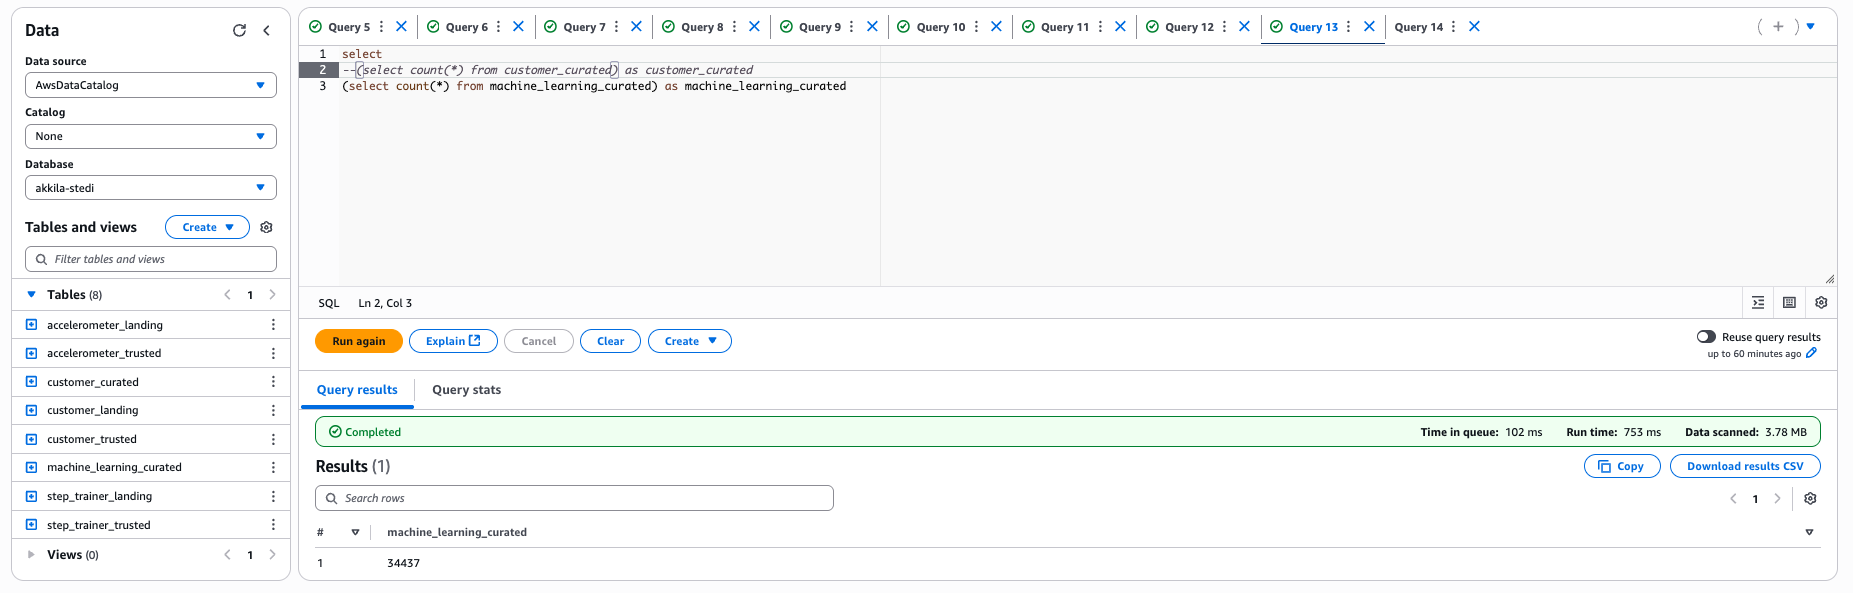 Data
Data source
AwsDataCatalog
Catalog
None
Database
akkila-stedi
Tables and views
Create
Filter tables and views
Tables (8)
1
accelerometer_landing
accelerometer_trusted
customer_curated
customer_landing
customer_trusted
machine_learning_curated
step_trainer_landing
step_trainer_trusted
Views (0)
1
Query 5
Query 6
Query 7
Query 8
Query 9
Query 10
Query 11
Query 12
Query 13
Query 14
1 select
2 --(select count(*) from customer_curated) as customer_curated
3 (select count(*) from machine_learning_curated) as machine_learning_curated
SQL Ln 2, Col 3
Run again
Explain
Cancel
Clear
Create
Reuse query results
up to 60 minutes ago
Query results
Query stats
Completed
Time in queue: 102 ms
Run time: 753 ms
Data scanned: 3.78 MB
Results (1)
Copy
Download results CSV
Search rows
1
# machine_learning_curated
1 34437